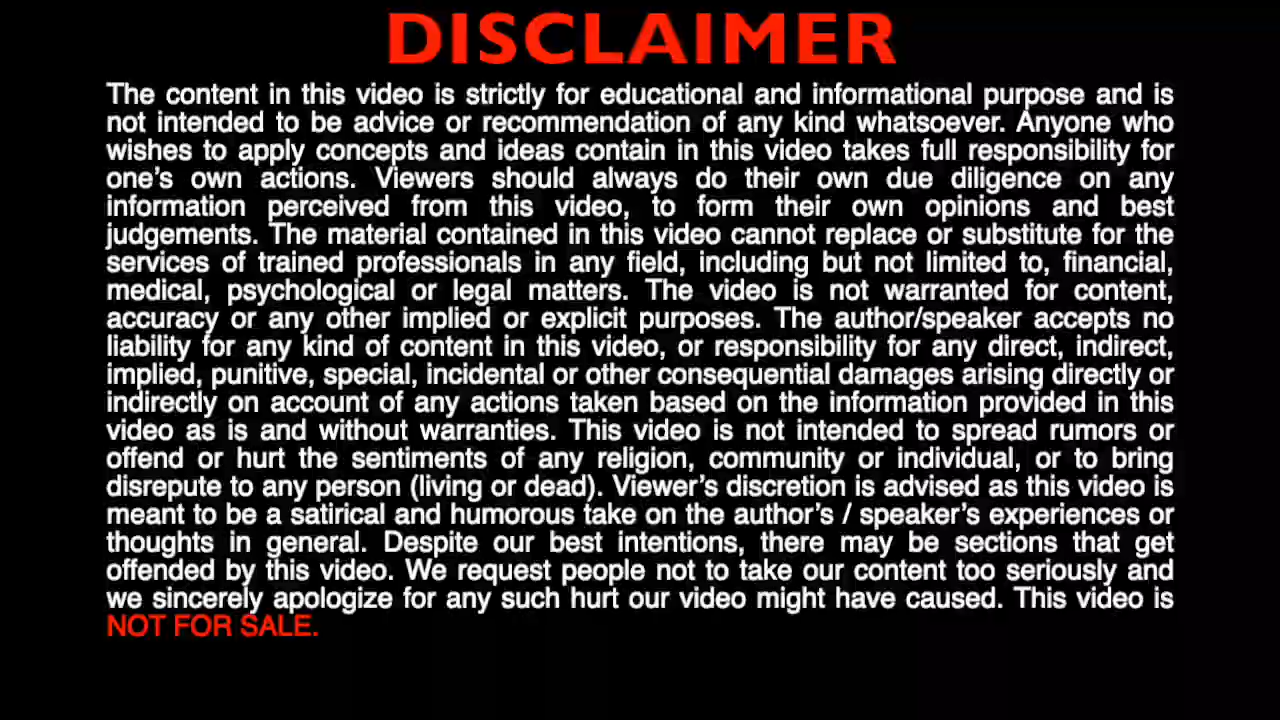 DISCLAIMER
The content in this video is strictly for educational and informational purpose and is
not intended to be advice or recommendation of any kind whatsoever. Anyone who
wishes to apply concepts and ideas contain in this video takes full responsibility for
one’s own actions. Viewers should always do their own due diligence on any
information perceived from this video, to form their own opinions and best
judgements. The material contained in this video cannot replace or substitute for the
services of trained professionals in any field, including but not limited to, financial,
medical, psychological or legal matters. The video is not warranted for content,
accuracy or any other implied or explicit purposes. The author/speaker accepts no
liability for any kind of content in this video, or responsibility for any direct, indirect,
implied, punitive, special, incidental or other consequential damages arising directly or
indirectly on account of any actions taken based on the information provided in this
video as is and without warranties. This video is not intended to spread rumors or
offend or hurt the sentiments of any religion, community or individual, or to bring
disrepute to any person (living or dead). Viewer’s discretion is advised as this video is
meant to be a satirical and humorous take on the author’s / speaker’s experiences or
thoughts in general. Despite our best intentions, there may be sections that get
offended by this video. We request people not to take our content too seriously and
we sincerely apologize for any such hurt our video might have caused. This video is
NOT FOR SALE.